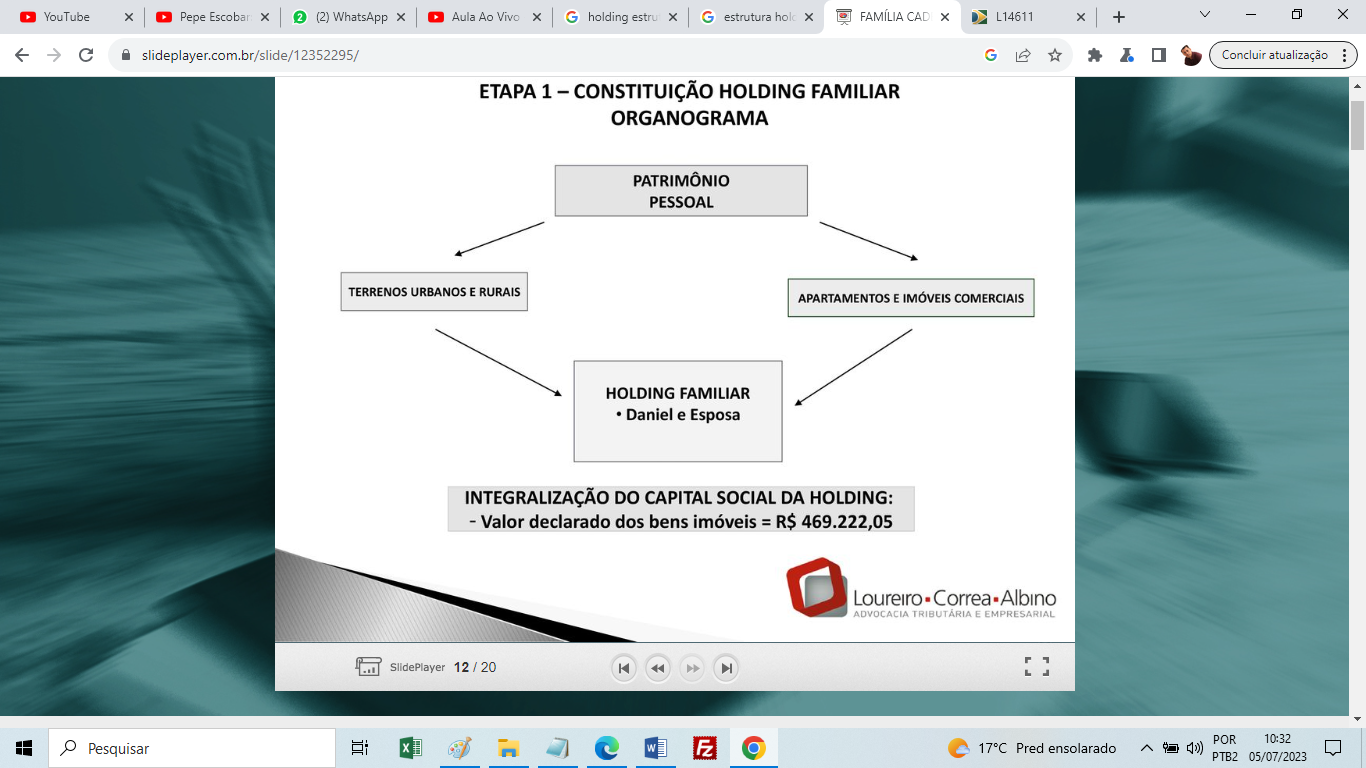 YouTube
Pepe Escobar
(2) WhatsApp
Aula Ao Vivo
holding estru
estrutura hold
FAMÍLIA CAD
L14611
slideplayer.com.br/slide/12352295/
Concluir atualização
ETAPA 1 – CONSTITUIÇÃO HOLDING FAMILIAR
ORGANOGRAMA
PATRIMÔNIO
PESSOAL
TERRENOS URBANOS E RURAIS
APARTAMENTOS E IMÓVEIS COMERCIAIS
HOLDING FAMILIAR
• Daniel e Esposa
INTEGRALIZAÇÃO DO CAPITAL SOCIAL DA HOLDING:
- Valor declarado dos bens imóveis = R$ 469.222,05
Loureiro▪Correa▪Albino
ADVOCACIA TRIBUTÁRIA E EMPRESARIAL
SlidePlayer 12 / 20
Pesquisar
17°C Pred ensolarado
POR
PTB2
10:32
05/07/2023